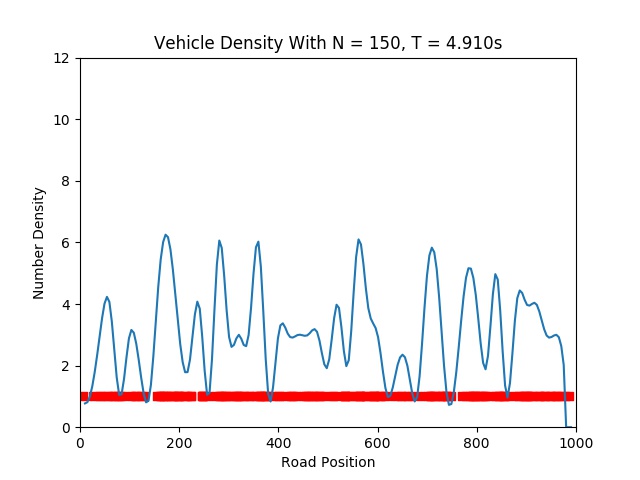 Vehicle Density With N = 150, T = 4.910s
12
10
8
6
4
2
0
Number Density
0 200 400 600 800 1000
Road Position